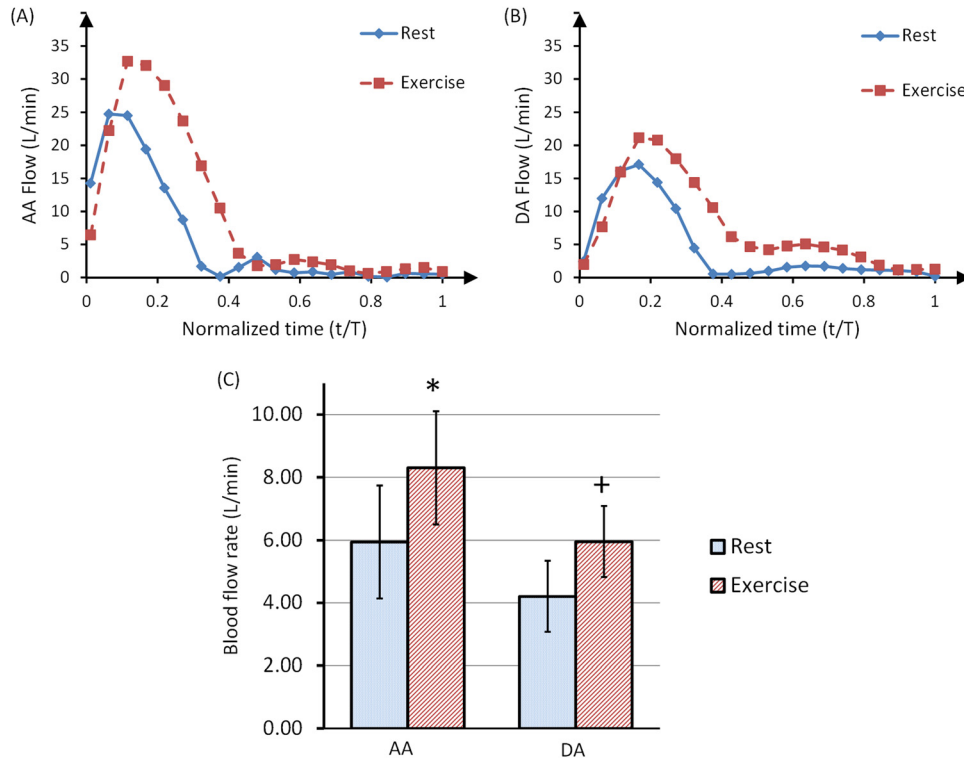 (A)
AA Flow (L/min)
35
30
25
20
15
10
5
0
0 0.2 0.4 0.6 0.8 1
Normalized time (t/T)
Rest
Exercise
(B)
DA Flow (L/min)
35
30
25
20
15
10
5
0
0 0.2 0.4 0.6 0.8 1
Normalized time (t/T)
Rest
Exercise
(C)
Blood flow rate (L/min)
10.00
8.00
6.00
4.00
2.00
0.00
*
+
AA DA
Rest
Exercise